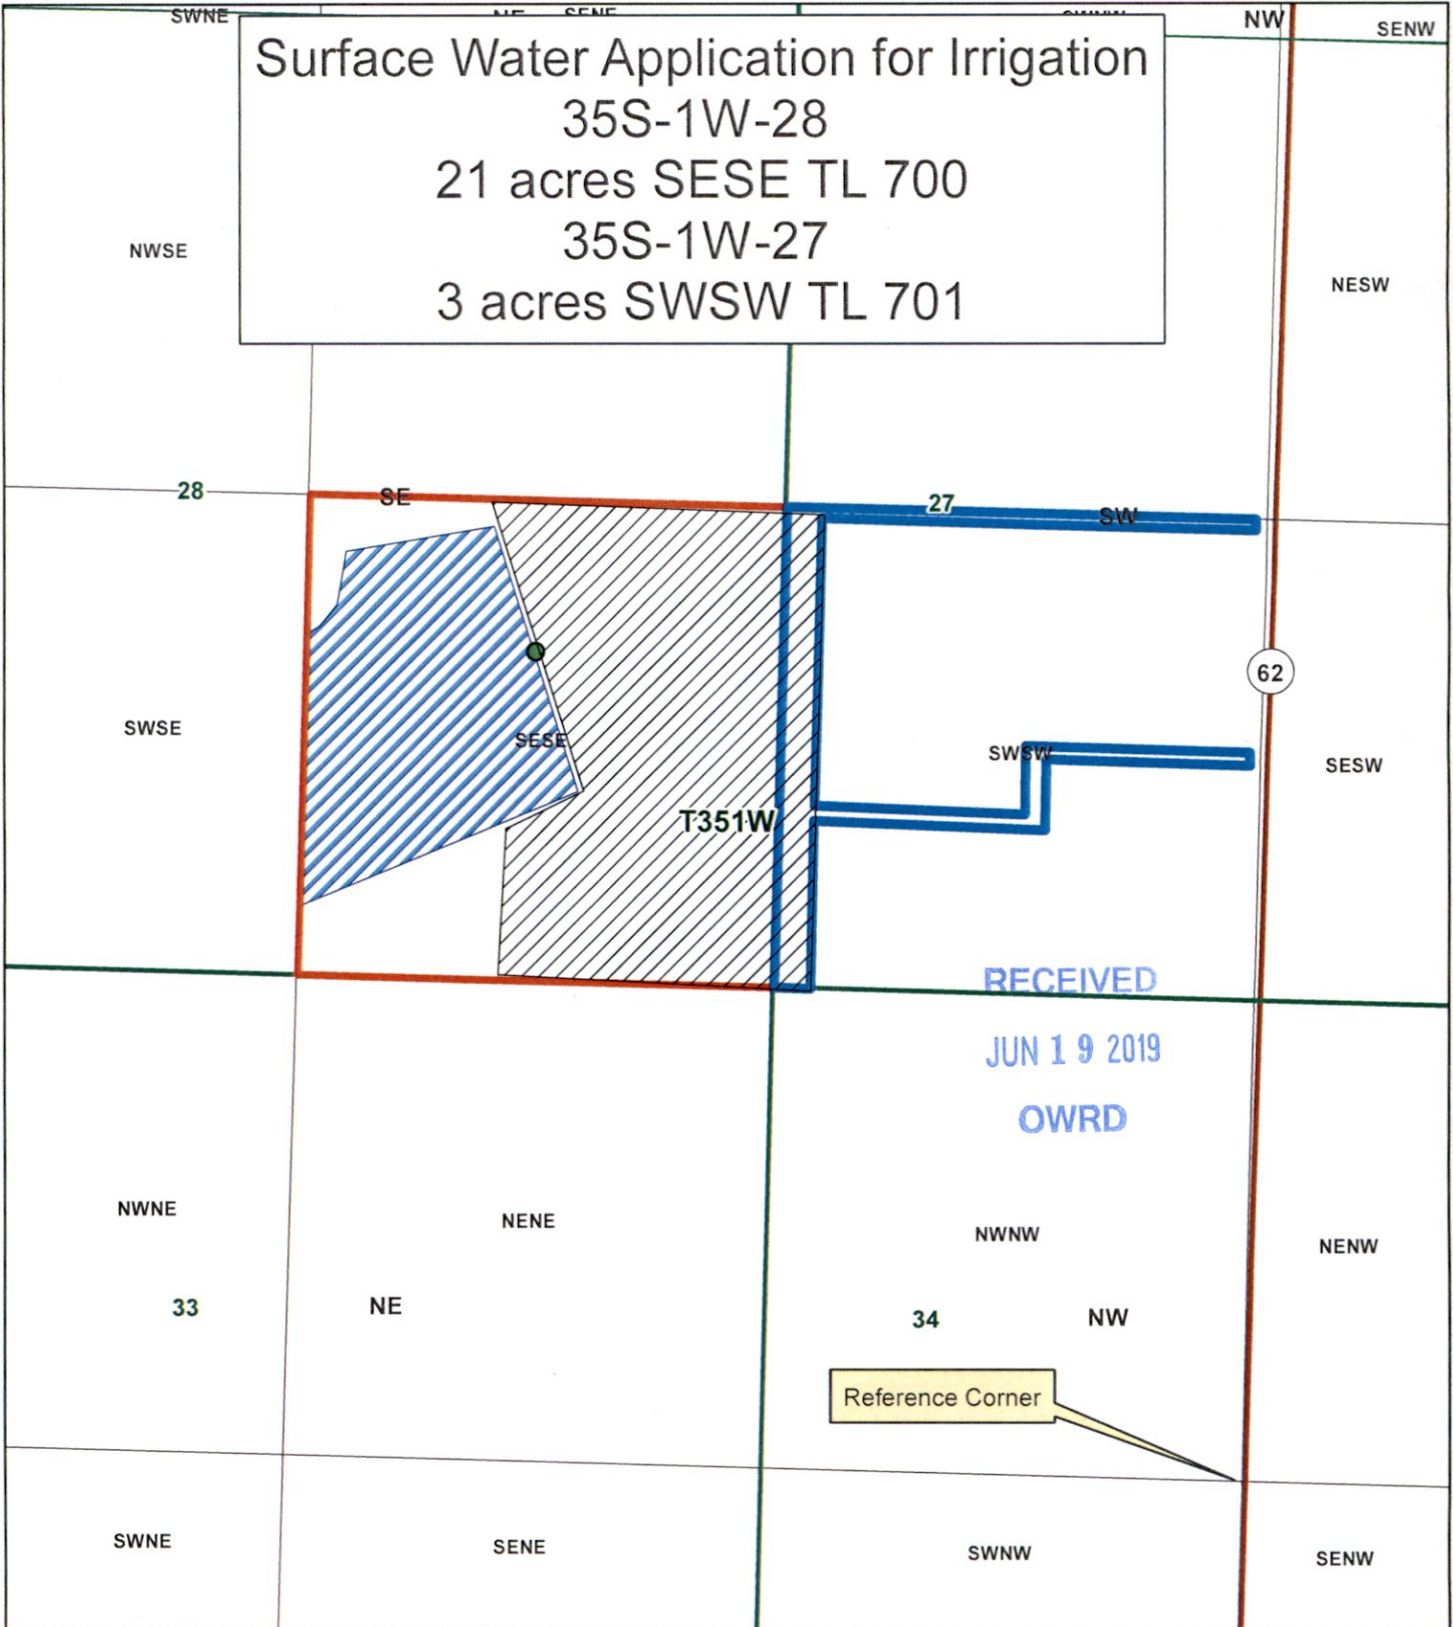 SWNE
SENE
NW
SENW
Surface Water Application for Irrigation
35S-1W-28
21 acres SESE TL 700
35S-1W-27
3 acres SWSW TL 701
NWSE
NESW
28
SE
27
SW
62
SWSE
SESE
SWSW
SESW
T351W
RECEIVED
JUN 19 2019
OWRD
NWNE
NENE
NWNW
NENW
33
NE
34
NW
Reference Corner
SWNE
SENE
SWNW
SENW